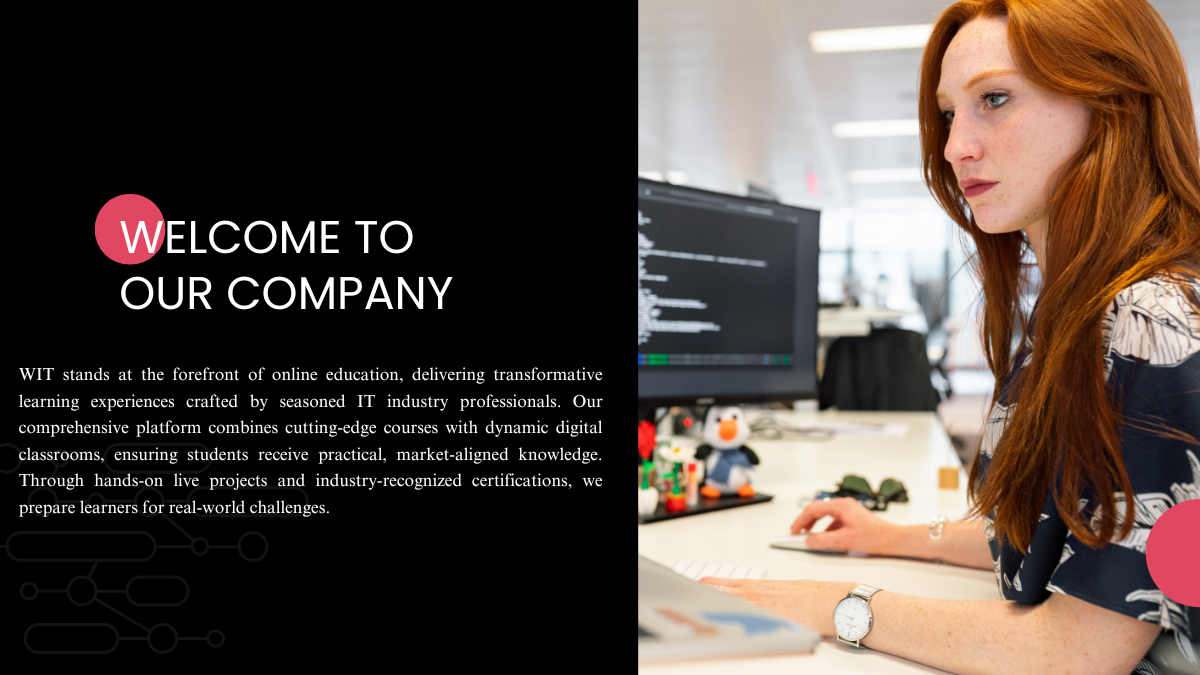 WELCOME TO
OUR COMPANY
WIT stands at the forefront of online education, delivering transformative
learning experiences crafted by seasoned IT industry professionals. Our
comprehensive platform combines cutting-edge courses with dynamic digital
classrooms, ensuring students receive practical, market-aligned knowledge.
Through hands-on live projects and industry-recognized certifications, we
prepare learners for real-world challenges.